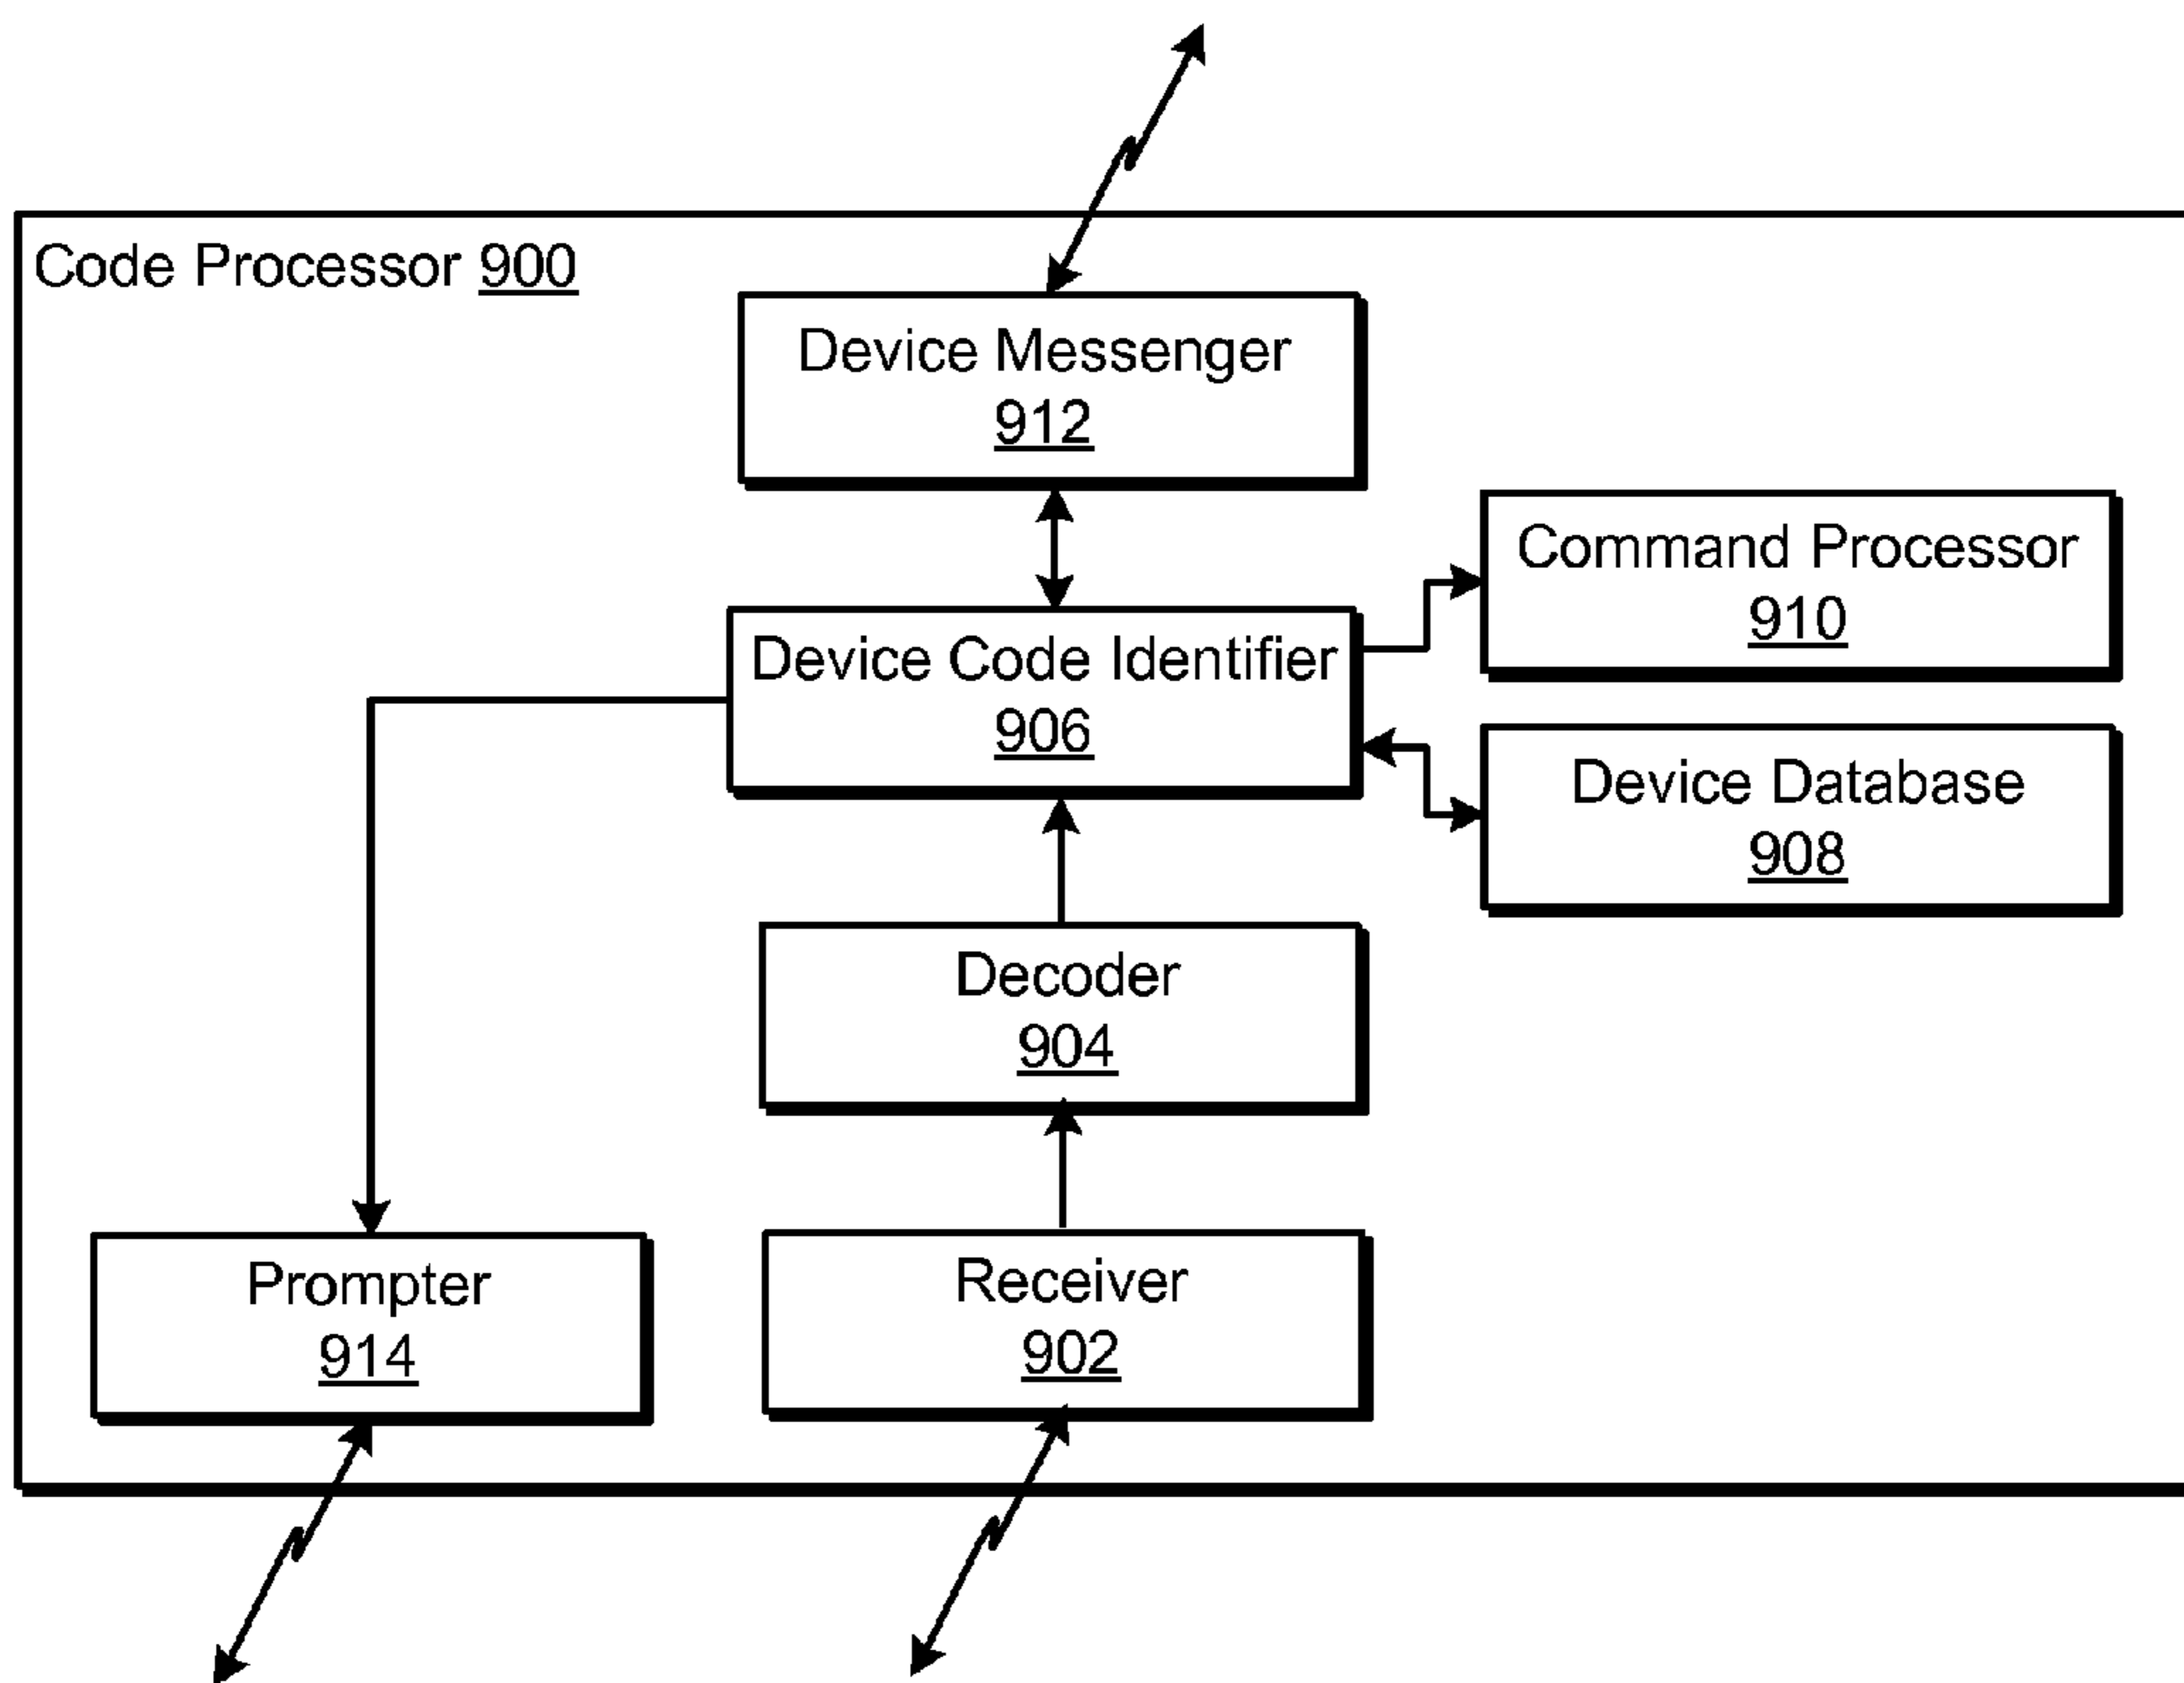 Code Processor 900
Device Messenger
912
Command Processor
910
Device Code Identifier
906
Device Database
908
Decoder
904
Prompter
914
Receiver
902